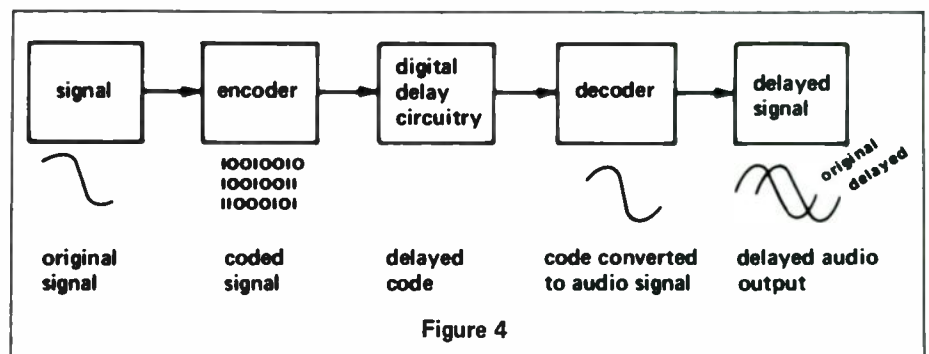 signal
encoder
digital
delay
circuitry
decoder
delayed
signal
10010010
10010011
11000101
original
delayed
original
signal
coded
signal
delayed
code
code converted
to audio signal
delayed audio
output
Figure 4